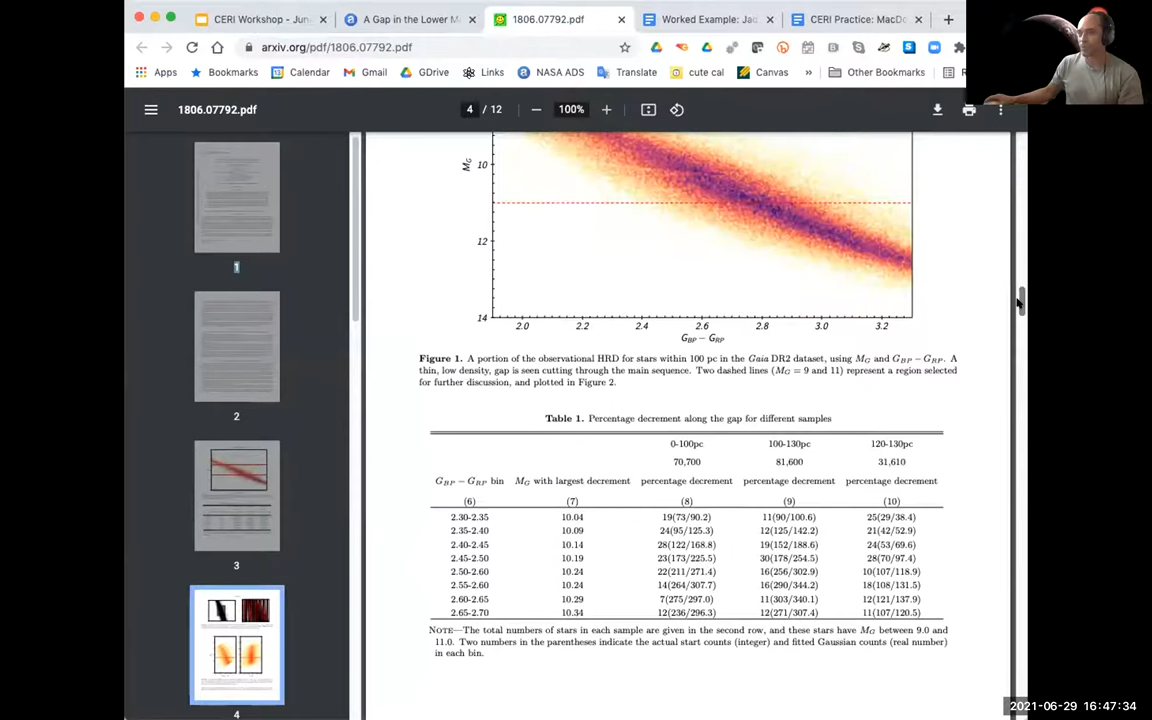 CERI Workshop - Jun
A Gap in the Lower M
1806.07792.pdf
Worked Example: Jac
CERI Practice: MacDo
arxiv.org/pdf/1806.07792.pdf
Apps
Bookmarks
Calendar
Gmail
GDrive
Links
NASA ADS
Translate
cute cal
Canvas
»
Other Bookmarks
1806.07792.pdf
4 / 12
100%
1
2
3
4
M_G
10
12
14
2.0 2.2 2.4 2.6 2.8 3.0 3.2
G_BP − G_RP
Figure 1. A portion of the observational HRD for stars within 100 pc in the Gaia DR2 dataset, using M_G and G_BP − G_RP. A
thin, low density, gap is seen cutting through the main sequence. Two dashed lines (M_G = 9 and 11) represent a region selected
for further discussion, and plotted in Figure 2.
Table 1. Percentage decrement along the gap for different samples
0-100pc 100-130pc 120-130pc
70,700 81,600 31,610
G_BP − G_RP bin M_G with largest decrement percentage decrement percentage decrement percentage decrement
(6) (7) (8) (9) (10)
2.30-2.35 10.04 19(73/90.2) 11(90/100.6) 25(29/38.4)
2.35-2.40 10.09 24(95/125.3) 12(125/142.2) 21(42/52.9)
2.40-2.45 10.14 28(122/168.8) 19(152/188.6) 24(53/69.6)
2.45-2.50 10.19 23(173/225.5) 30(178/254.5) 28(70/97.4)
2.50-2.60 10.24 22(211/271.4) 16(256/302.9) 10(107/118.9)
2.55-2.60 10.24 14(264/307.7) 16(290/344.2) 18(108/131.5)
2.60-2.65 10.29 7(275/297.0) 11(303/340.1) 12(121/137.9)
2.65-2.70 10.34 12(236/296.3) 12(271/307.4) 11(107/120.5)
Note—The total numbers of stars in each sample are given in the second row, and these stars have M_G between 9.0 and
11.0. Two numbers in the parentheses indicate the actual start counts (integer) and fitted Gaussian counts (real number)
in each bin.
2021-06-29 16:47:34